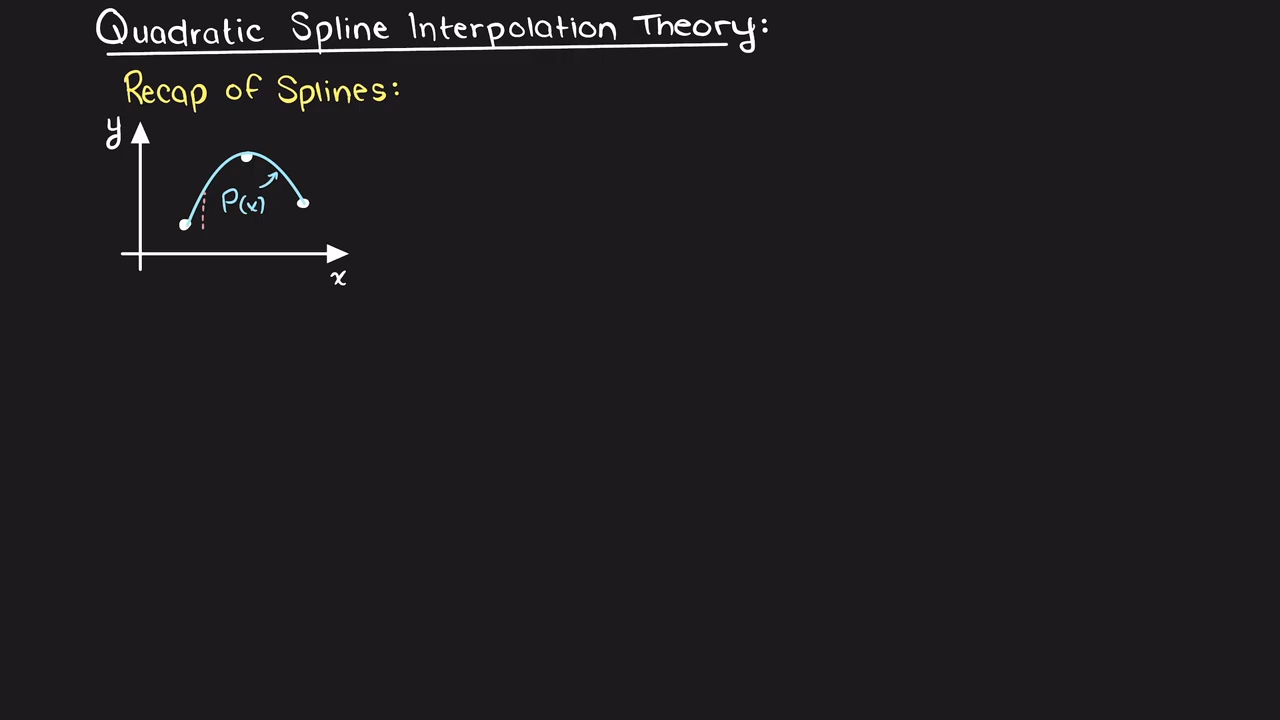 Quadratic Spline Interpolation Theory:
Recap of Splines:
y
P(x)
x